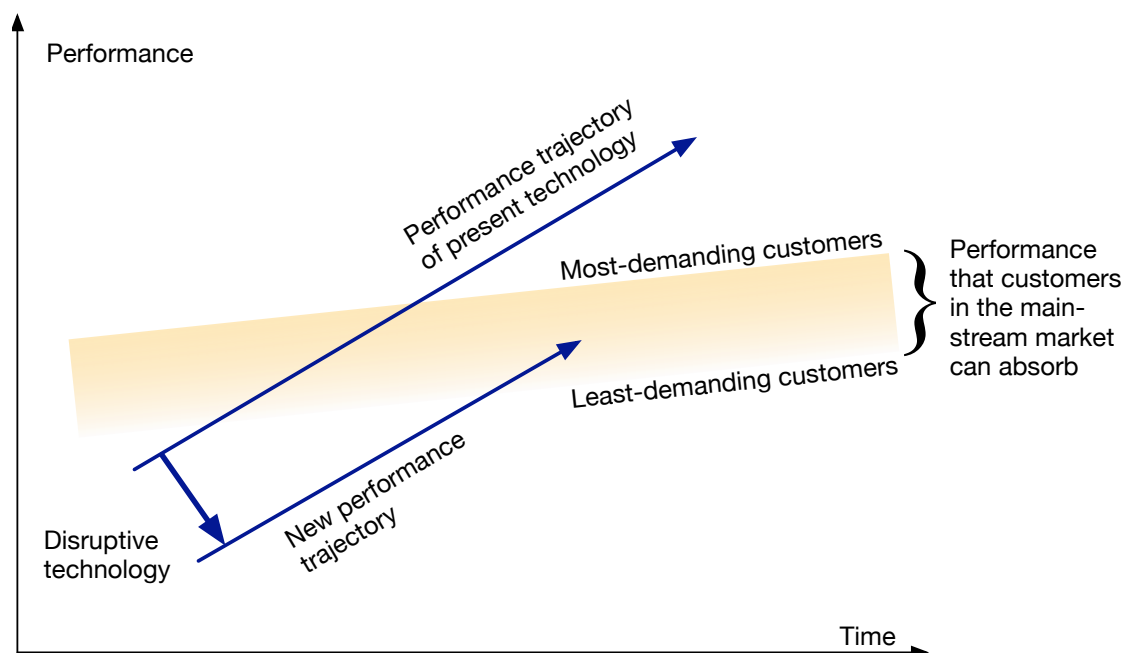 Performance
Performance trajectory
of present technology
Most-demanding customers
Performance
that customers
in the main-
stream market
can absorb
Least-demanding customers
New performance
trajectory
Disruptive
technology
Time